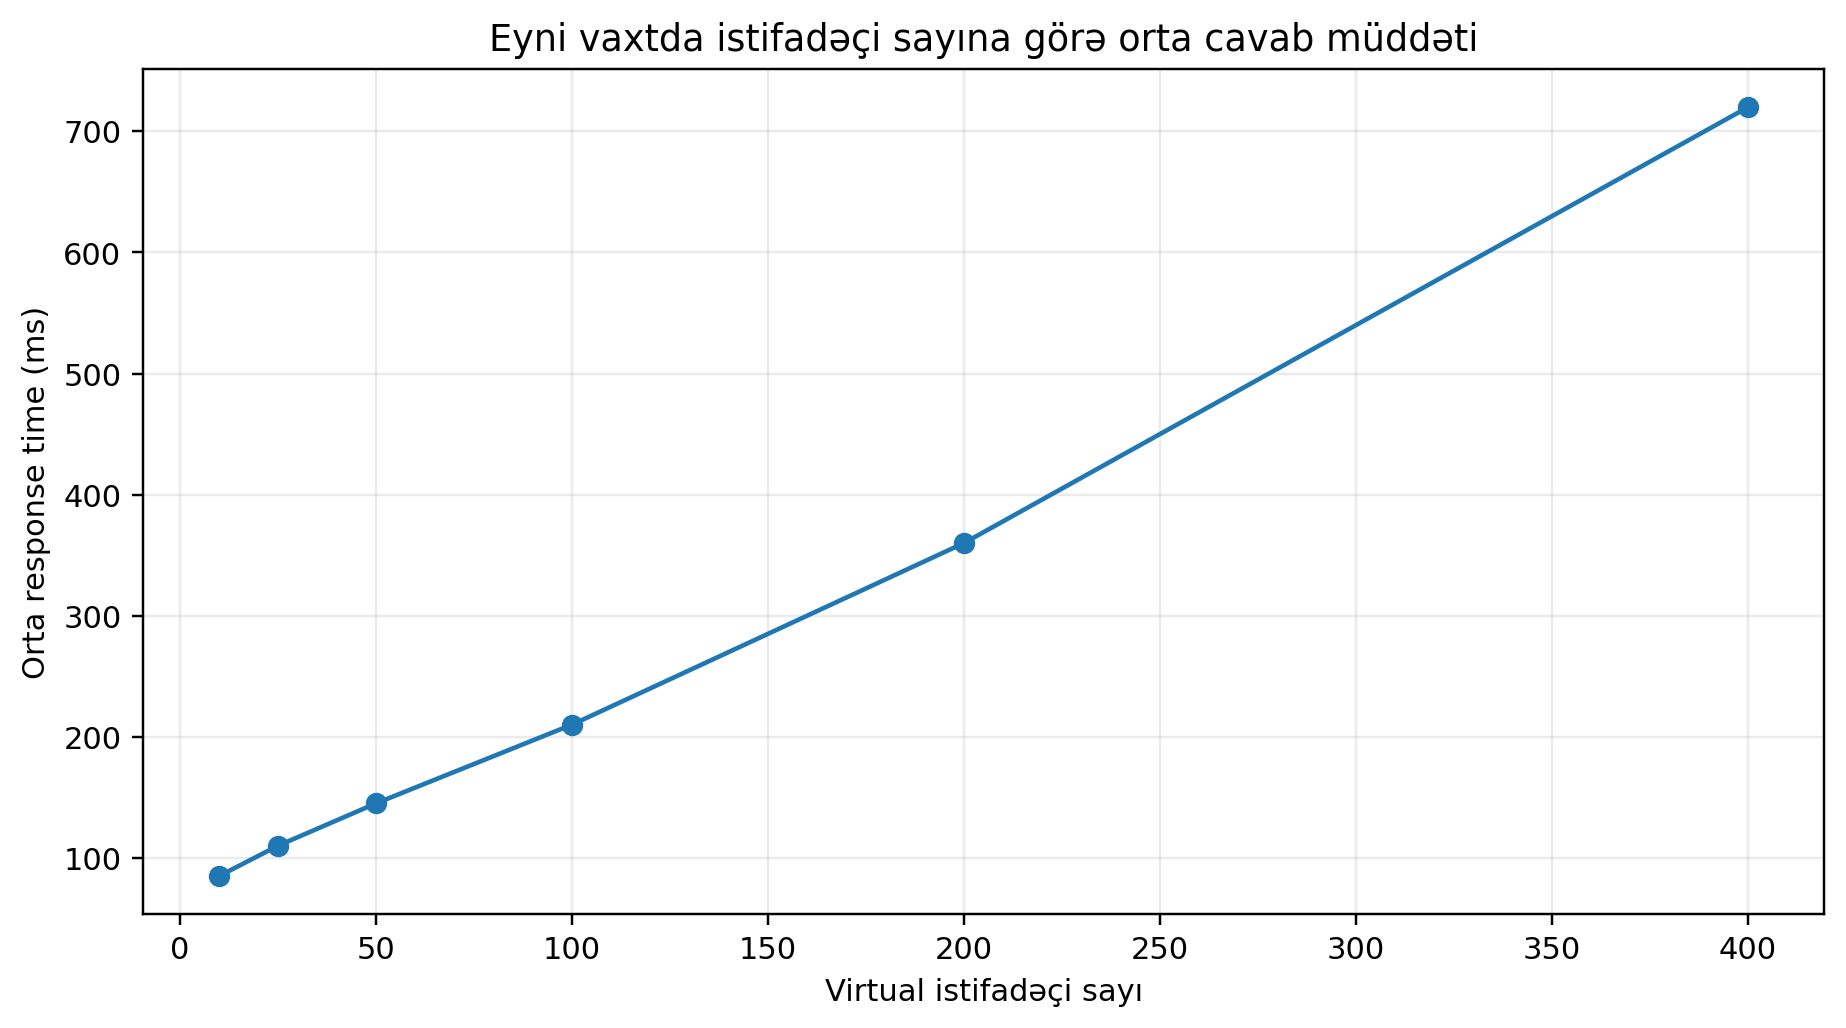 Eyni vaxtda istifadəçi sayına görə orta cavab müddəti
Orta response time (ms)
700
600
500
400
300
200
100
0 50 100 150 200 250 300 350 400
Virtual istifadəçi sayı